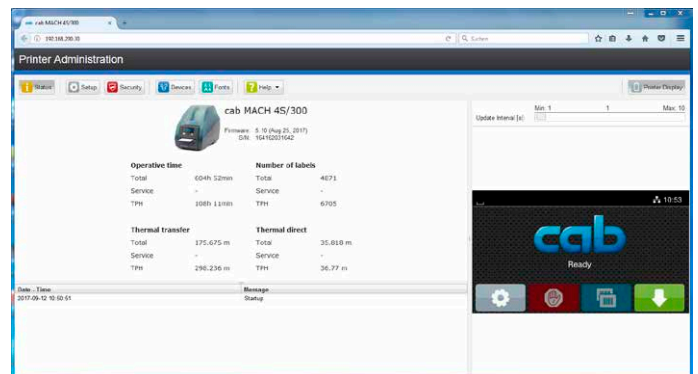 cab MACH 4S/300
192.168.200.30
Suchen
Printer Administration
Status Setup Security Devices Fonts Help Printer Display
cab MACH 4S/300
Firmware 5.10 (Aug 25, 2017)
S/N 164162031642
Min: 1 1 Max: 10
Update Interval [s]:
Operative time Number of labels
Total 604h 52min Total 4671
Service - Service -
TPH 108h 11min TPH 6705
Thermal transfer Thermal direct
Total 175.675 m Total 35.818 m
Service - Service -
TPH 298.236 m TPH 36.77 m
10:53
cab
Ready
Date - Time Message
2017-09-12 10:50:51 Startup